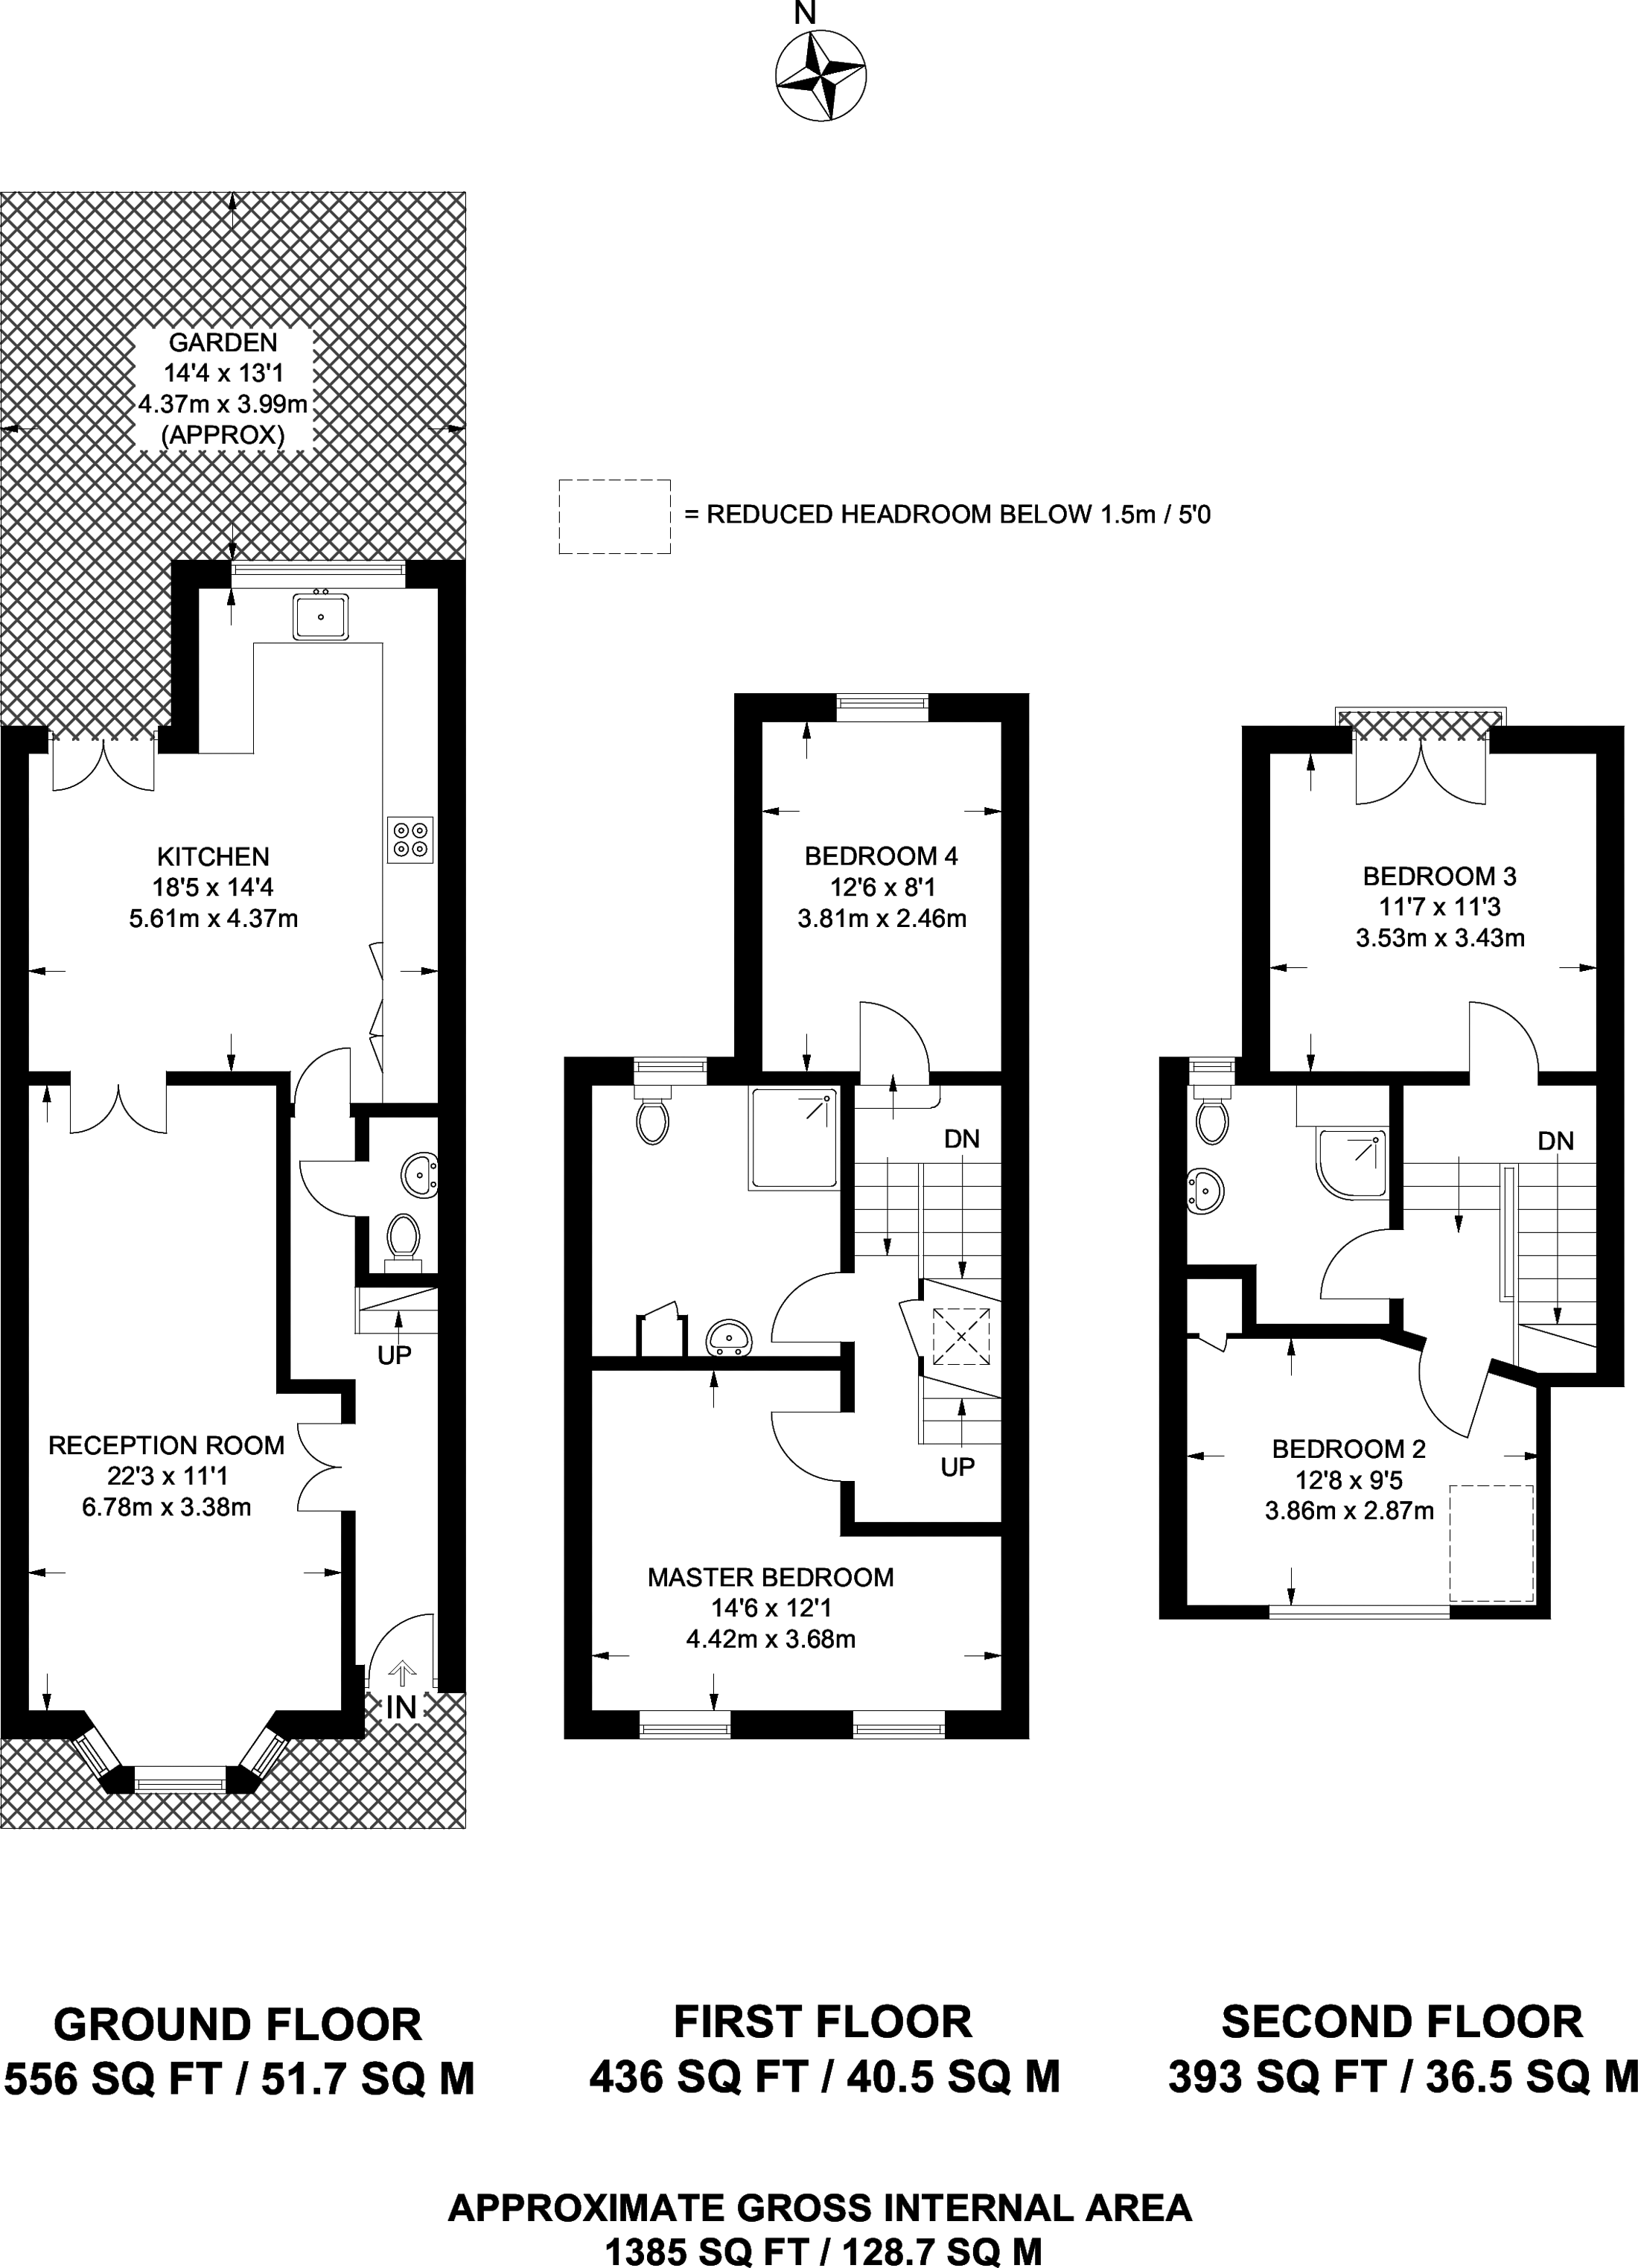 N
GARDEN
14'4 x 13'1
4.37m x 3.99m
(APPROX)
= REDUCED HEADROOM BELOW 1.5m / 5'0
KITCHEN
18'5 x 14'4
5.61m x 4.37m
UP
RECEPTION ROOM
22'3 x 11'1
6.78m x 3.38m
IN
BEDROOM 4
12'6 x 8'1
3.81m x 2.46m
DN
UP
MASTER BEDROOM
14'6 x 12'1
4.42m x 3.68m
BEDROOM 3
11'7 x 11'3
3.53m x 3.43m
DN
BEDROOM 2
12'8 x 9'5
3.86m x 2.87m
GROUND FLOOR
556 SQ FT / 51.7 SQ M
FIRST FLOOR
436 SQ FT / 40.5 SQ M
SECOND FLOOR
393 SQ FT / 36.5 SQ M
APPROXIMATE GROSS INTERNAL AREA
1385 SQ FT / 128.7 SQ M